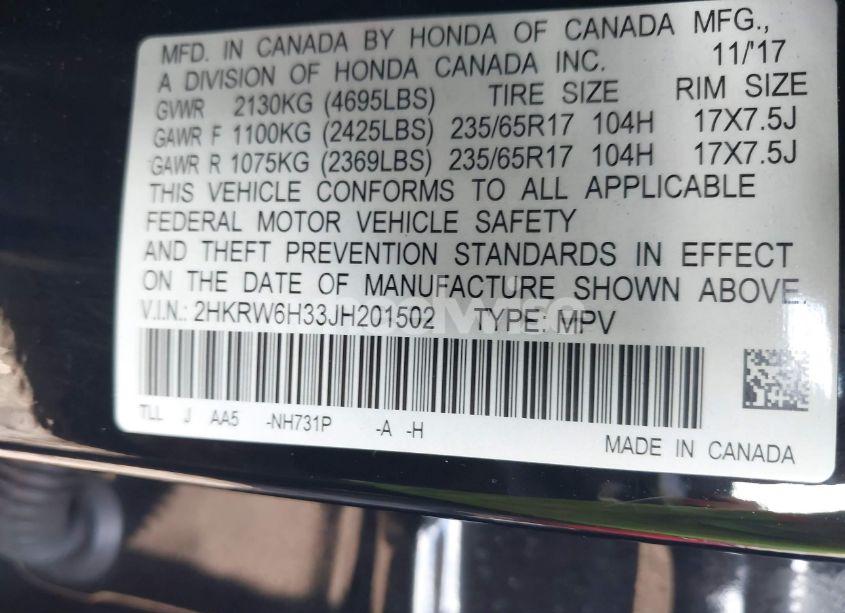 MFD. IN CANADA BY HONDA OF CANADA MFG.,
A DIVISION OF HONDA CANADA INC. 11/'17
GVWR 2130KG (4695LBS) TIRE SIZE RIM SIZE
GAWR F 1100KG (2425LBS) 235/65R17 104H 17X7.5J
GAWR R 1075KG (2369LBS) 235/65R17 104H 17X7.5J
THIS VEHICLE CONFORMS TO ALL APPLICABLE
FEDERAL MOTOR VEHICLE SAFETY
AND THEFT PREVENTION STANDARDS IN EFFECT
ON THE DATE OF MANUFACTURE SHOWN ABOVE.
V.I.N.: 2HKRW6H33JH201502 TYPE: MPV
TLL J AA5 -NH731P -A -H
MADE IN CANADA